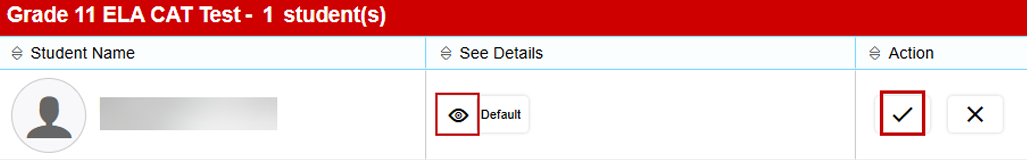 Grade 11 ELA CAT Test - 1 student(s)
Student Name See Details Action
Default